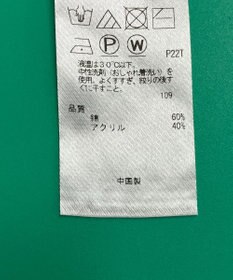 P W
P22T
液温は30℃以下、
中性洗剤(おしゃれ着洗い)の
使用、よくすすぎ、絞りの後す
ぐに干すこと。
109
品質
綿 60%
アクリル 40%
中国製